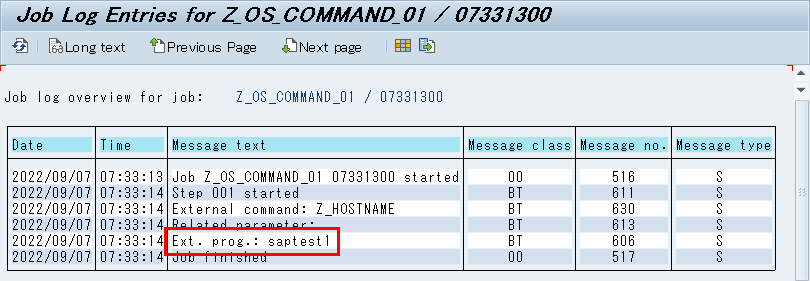 Job Log Entries for Z_OS_COMMAND_01 / 07331300
Long text Previous Page Next page
Job log overview for job: Z_OS_COMMAND_01 / 07331300
Date Time Message text Message class Message no. Message type
2022/09/07 07:33:13 Job Z_OS_COMMAND_01 07331300 started 00 516 S
2022/09/07 07:33:14 Step 001 started BT 611 S
2022/09/07 07:33:14 External command: Z_HOSTNAME BT 630 S
2022/09/07 07:33:14 Related parameter: BT 613 S
2022/09/07 07:33:14 Ext. prog.: saptest1 BT 606 S
2022/09/07 07:33:14 Job finished 00 517 S